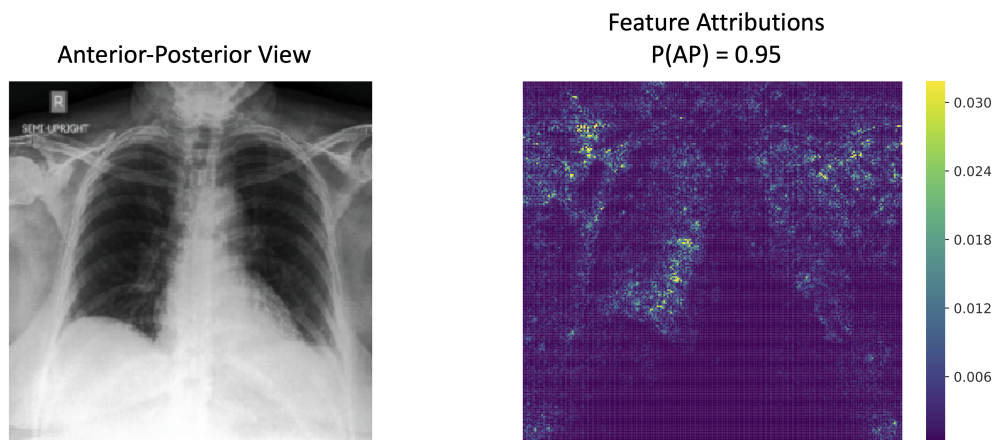 Anterior-Posterior View
R
SEMI-UPRIGHT
Feature Attributions
P(AP) = 0.95
0.030
0.024
0.018
0.012
0.006